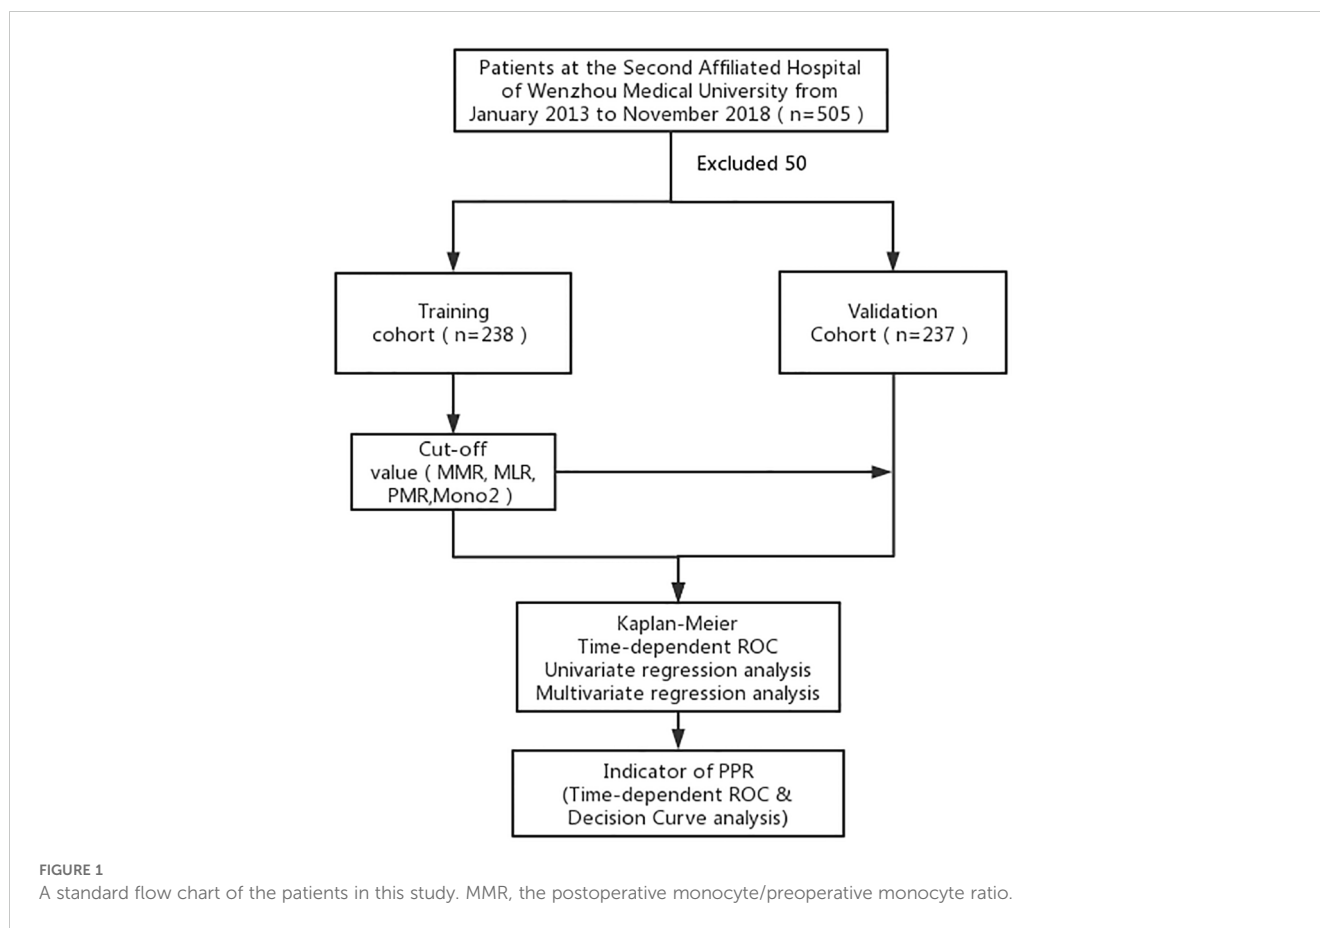 Patients at the Second Affiliated Hospital
of Wenzhou Medical University from
January 2013 to November 2018 ( n=505 )
Excluded 50
Training
cohort ( n=238 )
Validation
Cohort ( n=237 )
Cut-off
value ( MMR, MLR,
PMR,Mono2 )
Kaplan-Meier
Time-dependent ROC
Univariate regression analysis
Multivariate regression analysis
Indicator of PPR
(Time-dependent ROC &
Decision Curve analysis)
FIGURE 1
A standard flow chart of the patients in this study. MMR, the postoperative monocyte/preoperative monocyte ratio.